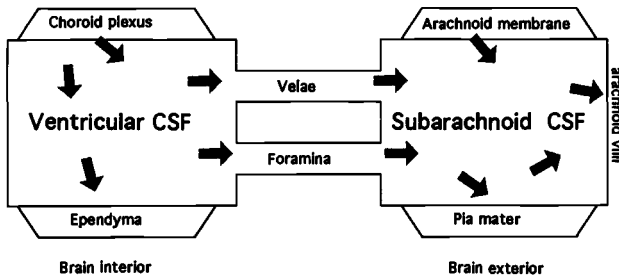 Choroid plexus
Arachnoid membrane
Velae
arachnoid villi
Ventricular CSF
Subarachnoid CSF
Foramina
Ependyma
Pia mater
Brain interior
Brain exterior